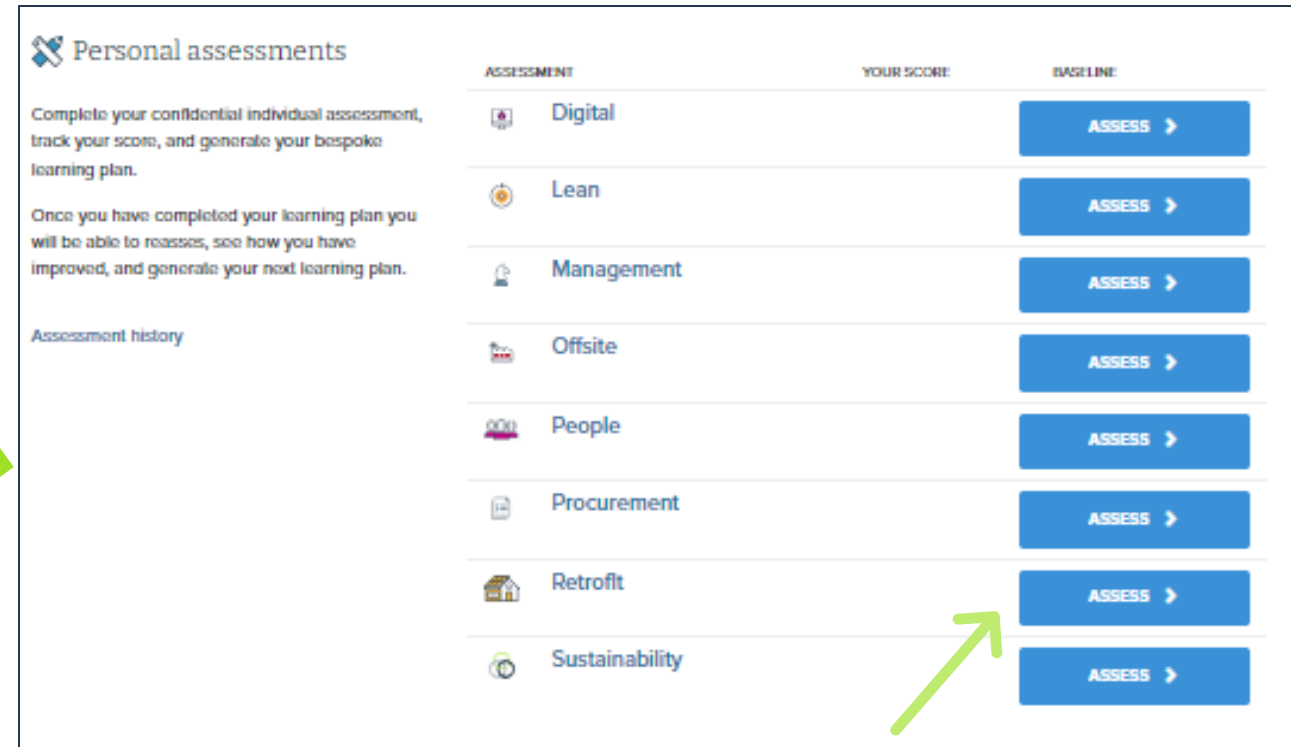 Personal assessments
Complete your confidential individual assessment,
track your score, and generate your bespoke
learning plan.
Once you have completed your learning plan you
will be able to reasses, see how you have
improved, and generate your next learning plan.
Assessment history
ASSESSMENT YOUR SCORE BASELINE
Digital ASSESS
Lean ASSESS
Management ASSESS
Offsite ASSESS
People ASSESS
Procurement ASSESS
Retrofit ASSESS
Sustainability ASSESS